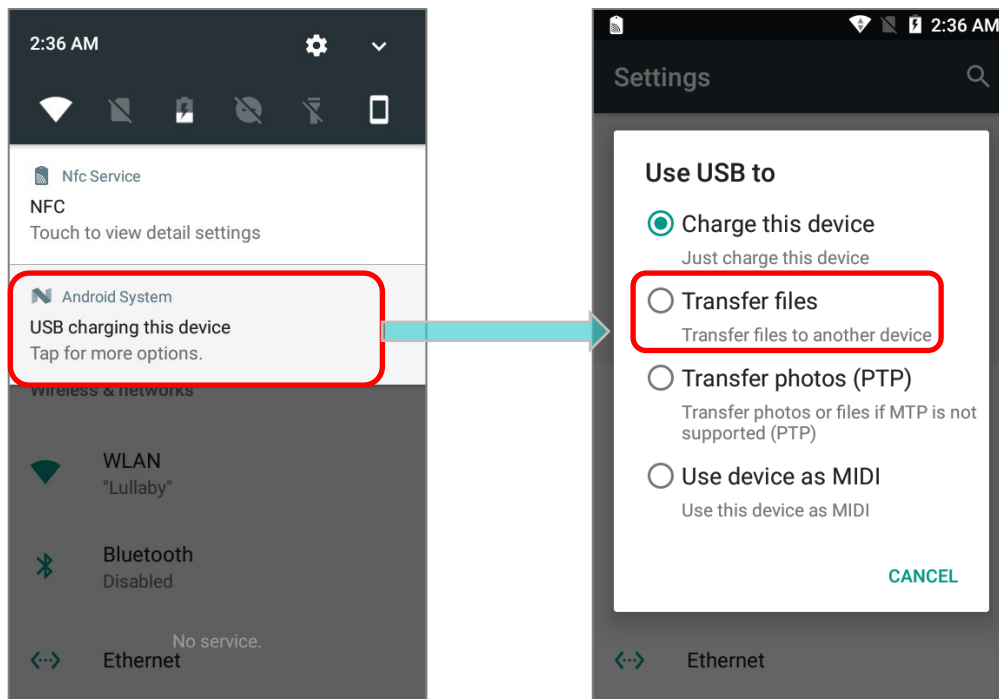 2:36 AM
Nfc Service
NFC
Touch to view detail settings
Android System
USB charging this device
Tap for more options.
Wireless & networks
WLAN
"Lullaby"
Bluetooth
Disabled
No service.
Ethernet
2:36 AM
Settings
Use USB to
Charge this device
Just charge this device
Transfer files
Transfer files to another device
Transfer photos (PTP)
Transfer photos or files if MTP is not
supported (PTP)
Use device as MIDI
Use this device as MIDI
CANCEL
Ethernet